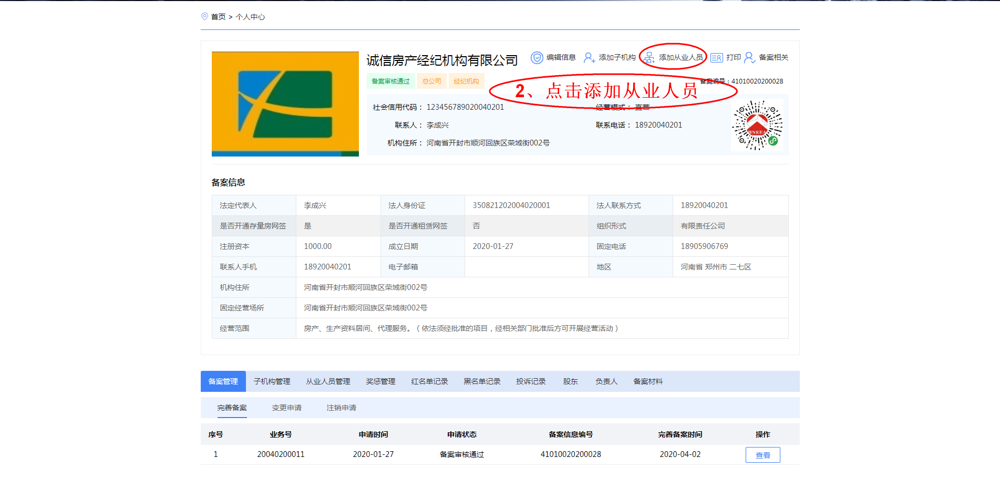 首页 > 个人中心
诚信房产经纪机构有限公司
编辑信息 添加子机构 添加从业人员 打印 备案相关
备案审核通过 总公司 经纪机构
备案编号：41010020200028
2、点击添加从业人员
社会信用代码： 123456789020040201 经营模式： 直营
联系人： 李成兴 联系电话： 18920040201
机构住所： 河南省开封市顺河回族区荣域街002号
HNREA
备案信息
法定代表人 李成兴 法人身份证 350821202004020001 法人联系方式 18920040201
是否开通存量房网签 是 是否开通租赁网签 否 组织形式 有限责任公司
注册资本 1000.00 成立日期 2020-01-27 固定电话 18905906769
联系人手机 18920040201 电子邮箱 地区 河南省 郑州市 二七区
机构住所 河南省开封市顺河回族区荣域街002号
固定经营场所 河南省开封市顺河回族区荣域街002号
经营范围 房产、生产资料居间、代理服务。（依法须经批准的项目，经相关部门批准后方可开展经营活动）
备案管理 子机构管理 从业人员管理 奖惩管理 红名单记录 黑名单记录 投诉记录 股东 负责人 备案材料
完善备案 变更申请 注销申请
序号 业务号 申请时间 申请状态 备案信息编号 完善备案时间 操作
1 20040200011 2020-01-27 备案审核通过 41010020200028 2020-04-02 查看